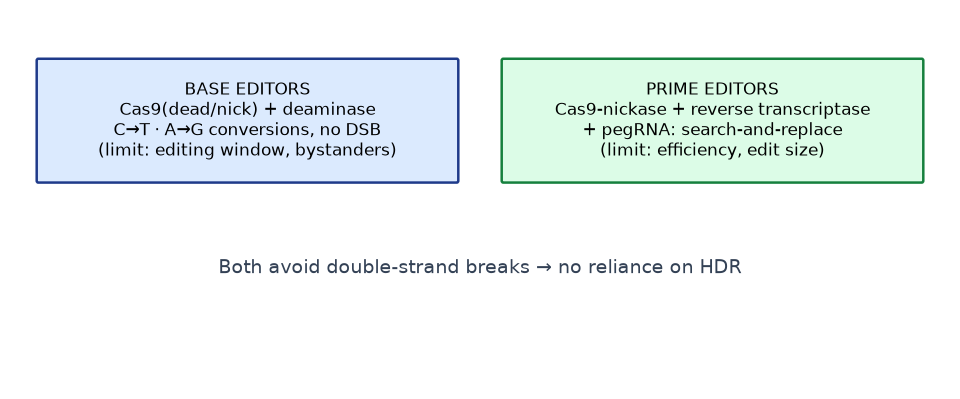 BASE EDITORS
Cas9(dead/nick) + deaminase
C→T · A→G conversions, no DSB
(limit: editing window, bystanders)
PRIME EDITORS
Cas9-nickase + reverse transcriptase
+ pegRNA: search-and-replace
(limit: efficiency, edit size)
Both avoid double-strand breaks → no reliance on HDR